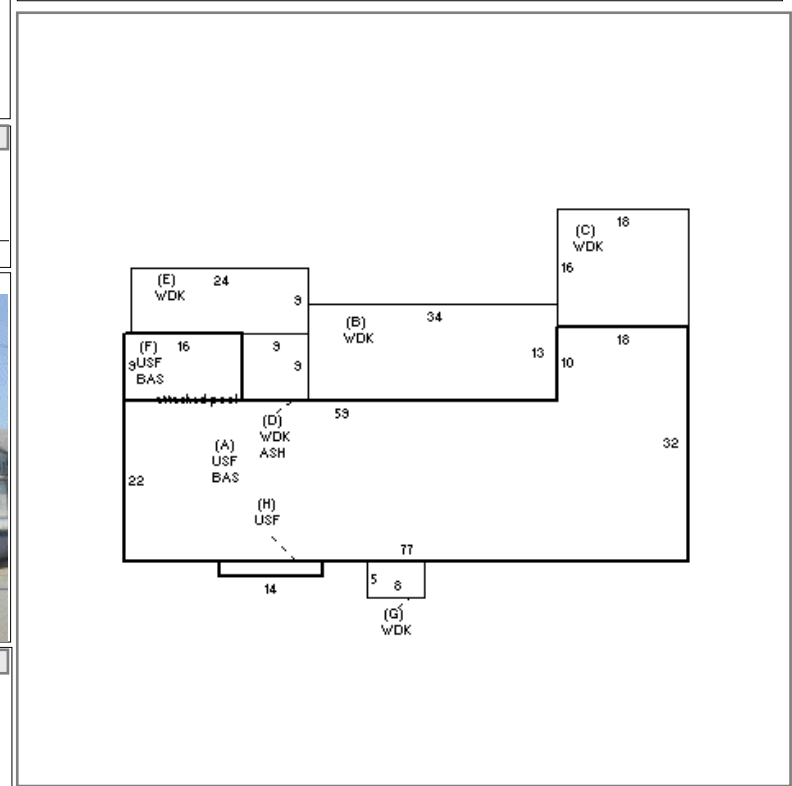 (C)
WDK
18
16
(E)
WDK
24
9
(B)
WDK
34
13
(F)
USF
BAS
16
9
9
9
18
10
attached pool
59
(D)
WDK
ASH
(A)
USF
BAS
32
22
(H)
USF
77
14
5
8
(G)
WDK